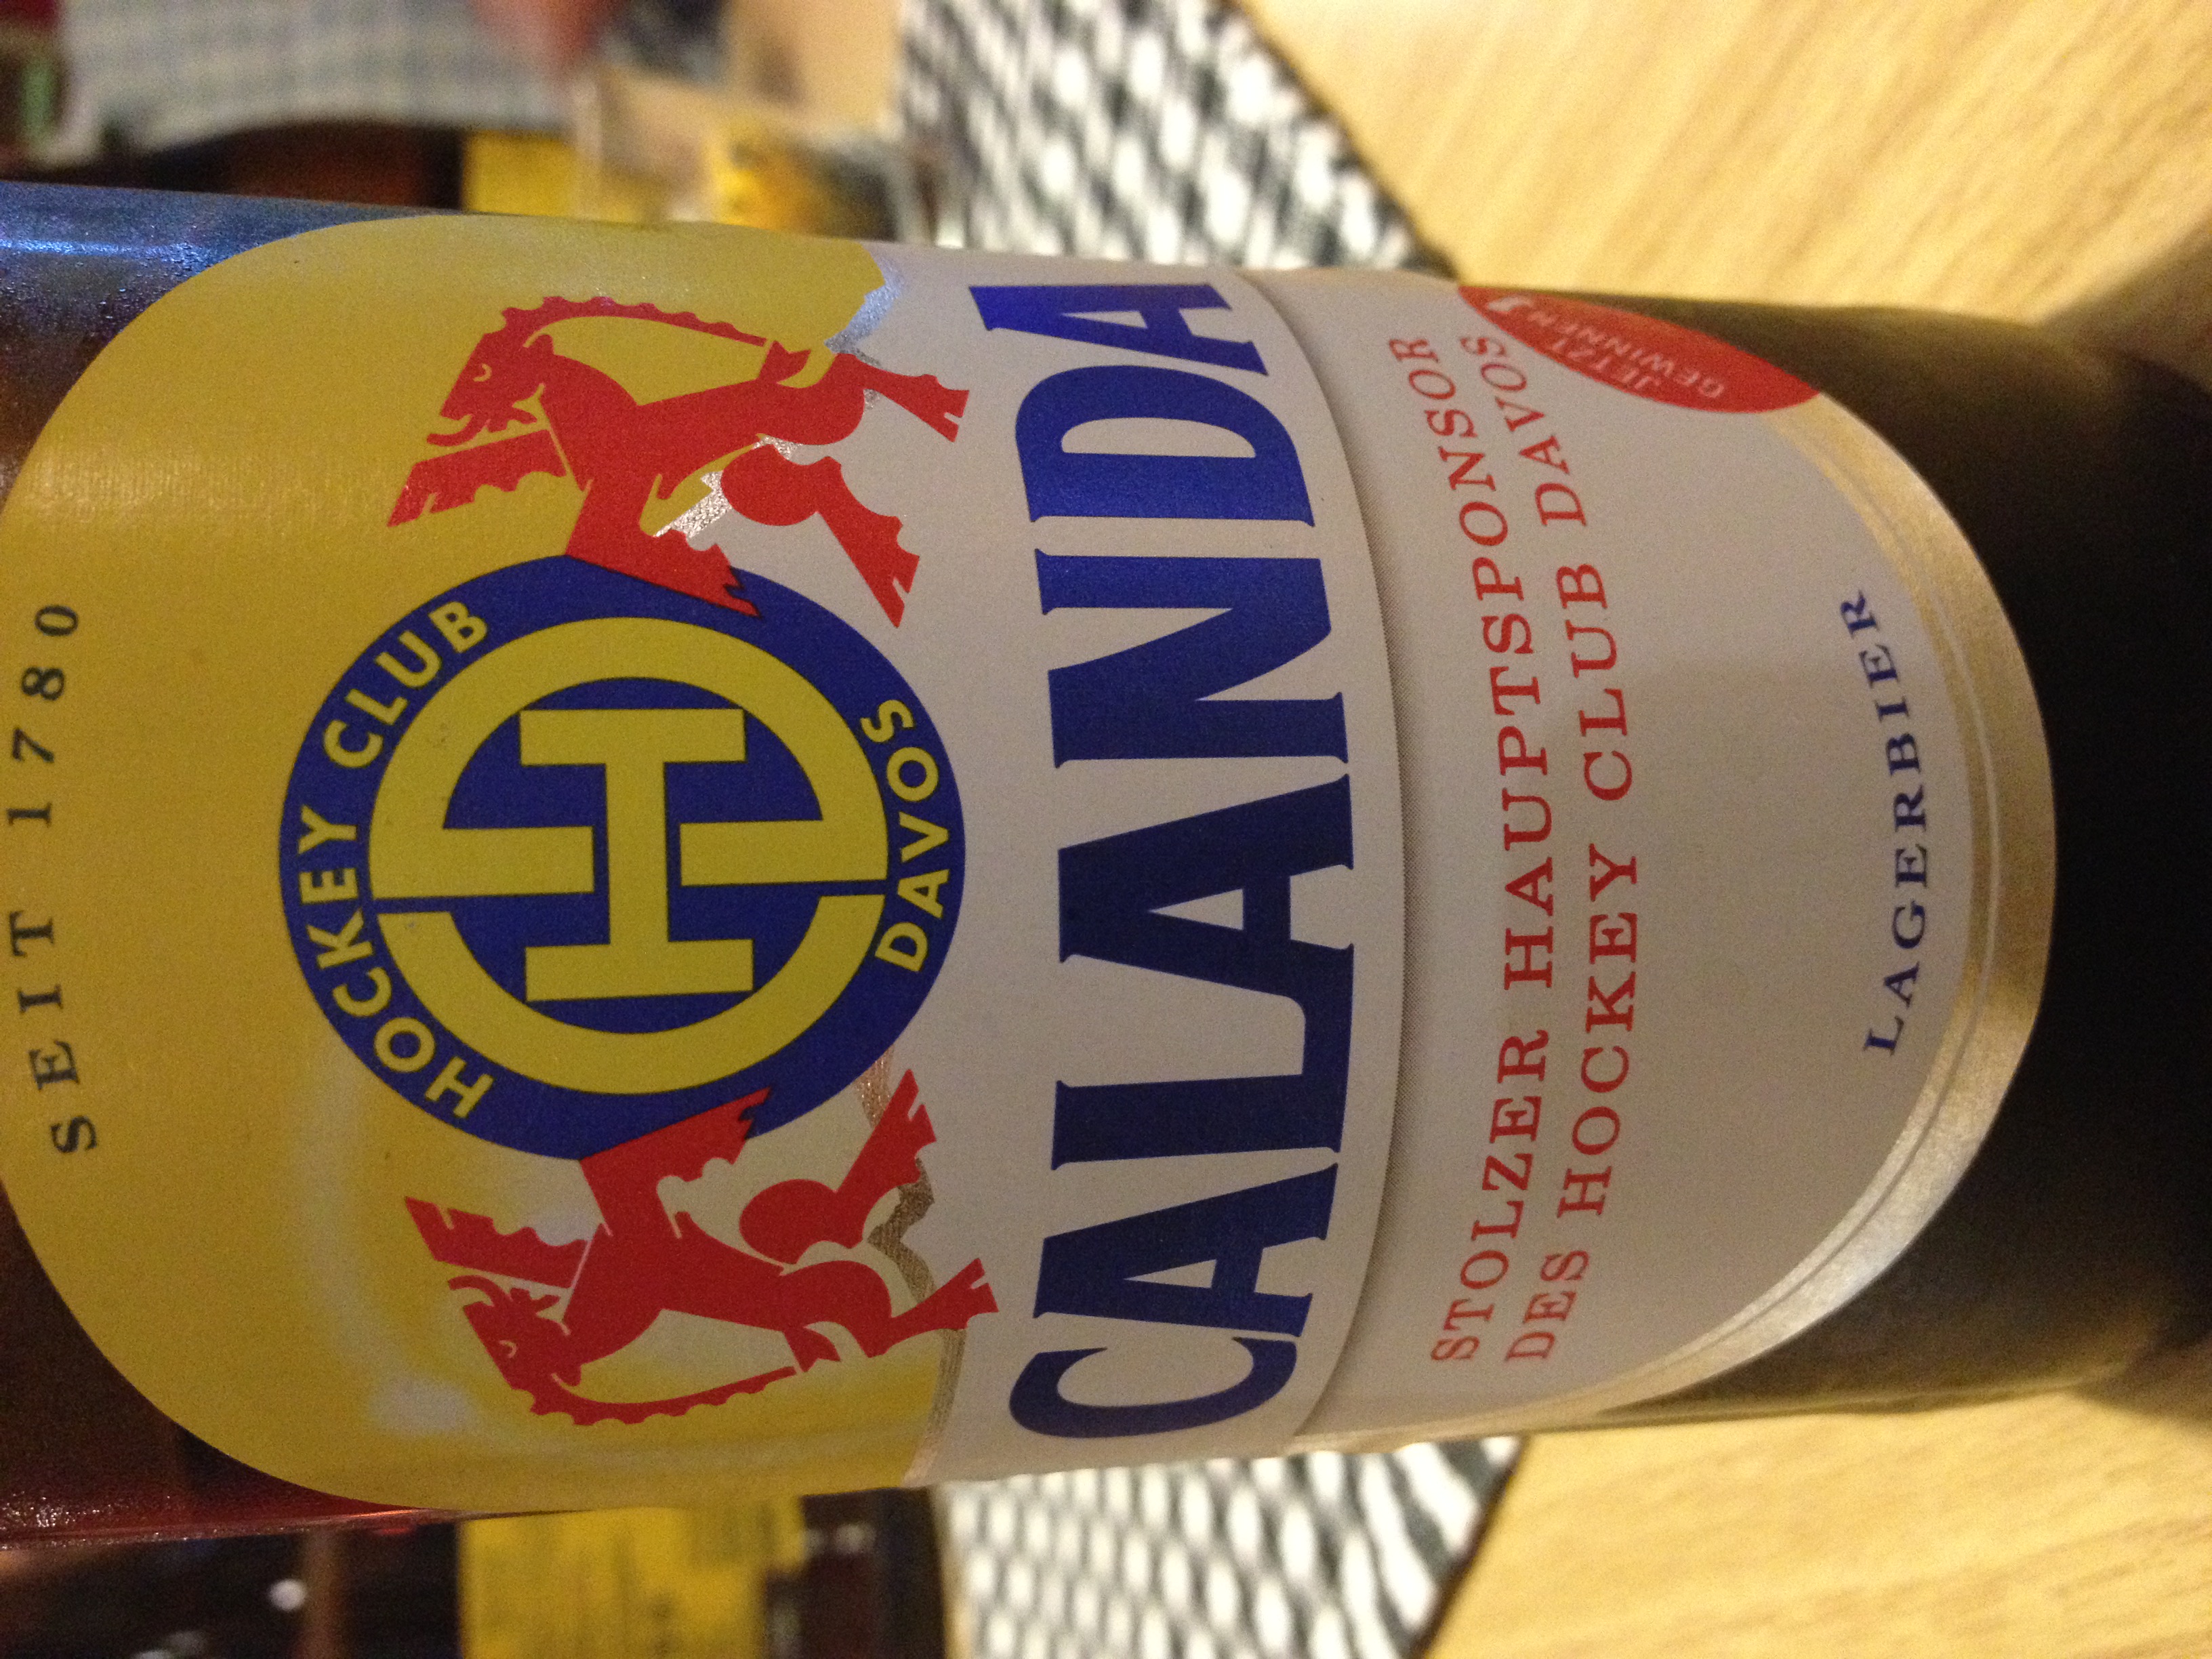 SEIT 1780
HOCKEY CLUB
DAVOS
CALANDA
STOLZER HAUPTSPONSOR
DES HOCKEY CLUB DAVOS
JETZT
GEWINNEN!
LAGERBIER